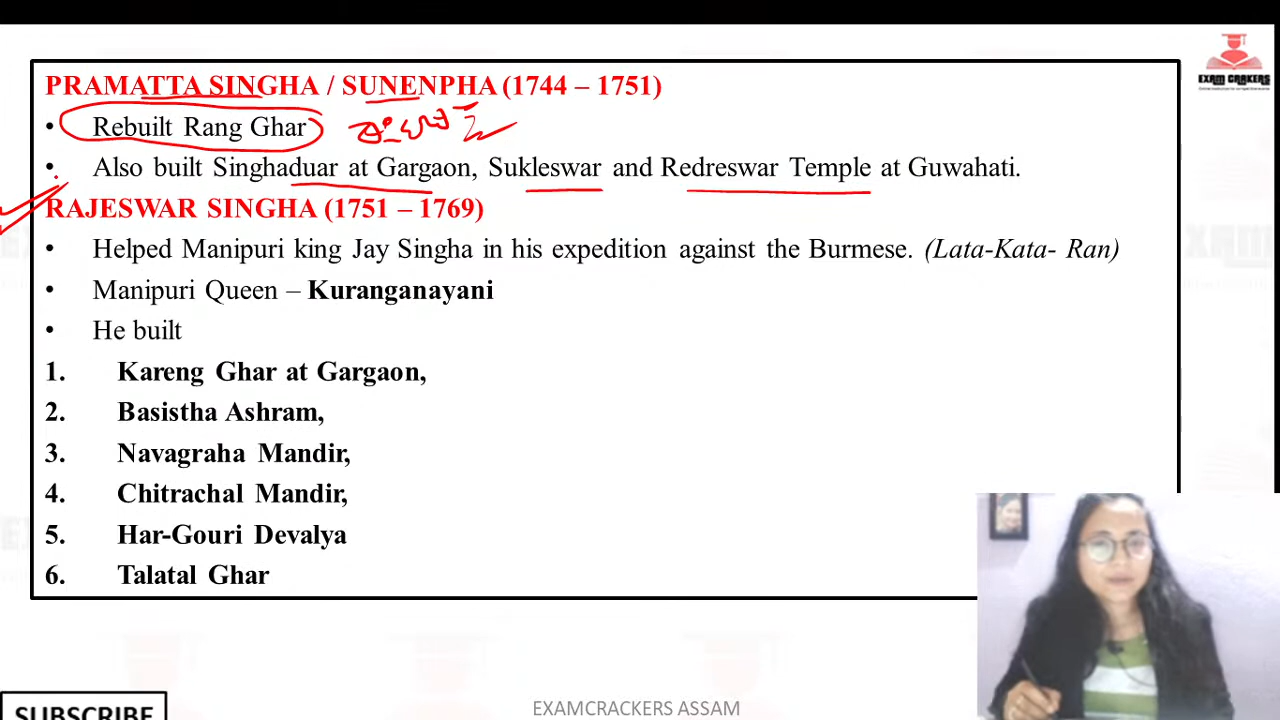 EXAM CRAKERS
PRAMATTA SINGHA / SUNENPHA (1744 – 1751)
• Rebuilt Rang Ghar
• Also built Singhaduar at Gargaon, Sukleswar and Redreswar Temple at Guwahati.
RAJESWAR SINGHA (1751 – 1769)
• Helped Manipuri king Jay Singha in his expedition against the Burmese. (Lata-Kata- Ran)
• Manipuri Queen – Kuranganayani
• He built
1. Kareng Ghar at Gargaon,
2. Basistha Ashram,
3. Navagraha Mandir,
4. Chitrachal Mandir,
5. Har-Gouri Devalya
6. Talatal Ghar
EXAMCRACKERS ASSAM
SUBSCRIBE